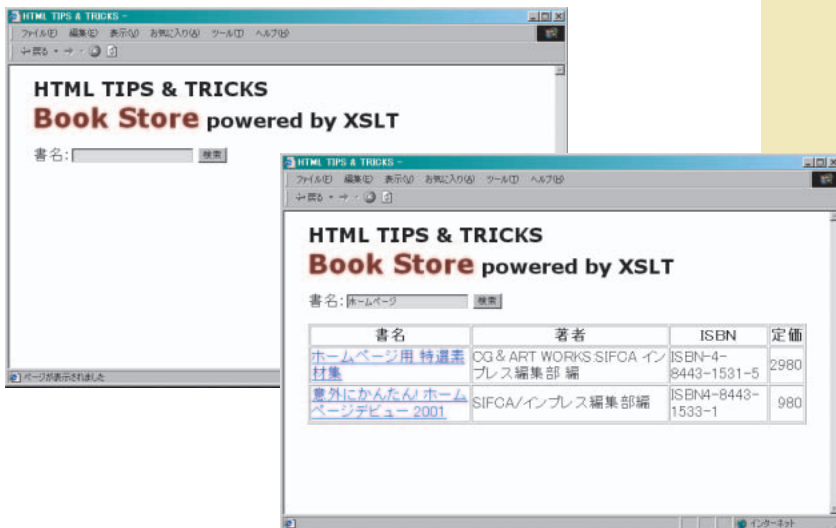 HTML TIPS & TRICKS -
ファイル(F) 編集(E) 表示(V) お気に入り(A) ツール(T) ヘルプ(H)
戻る
HTML TIPS & TRICKS
Book Store powered by XSLT
書名: 検索
ページが表示されました
HTML TIPS & TRICKS -
ファイル(F) 編集(E) 表示(V) お気に入り(A) ツール(T) ヘルプ(H)
戻る
HTML TIPS & TRICKS
Book Store powered by XSLT
書名: ホームページ 検索
書名 著者 ISBN 定価
ホームページ用 特選素 CG & ART WORKS:SIFCA イン ISBN-4- 2980
材集 プレス編集部 編 8443-1531-5
意外にかんたん! ホーム SIFCA/インプレス編集部編 ISBN4-8443- 980
ページデビュー 2001 1533-1
インターネット